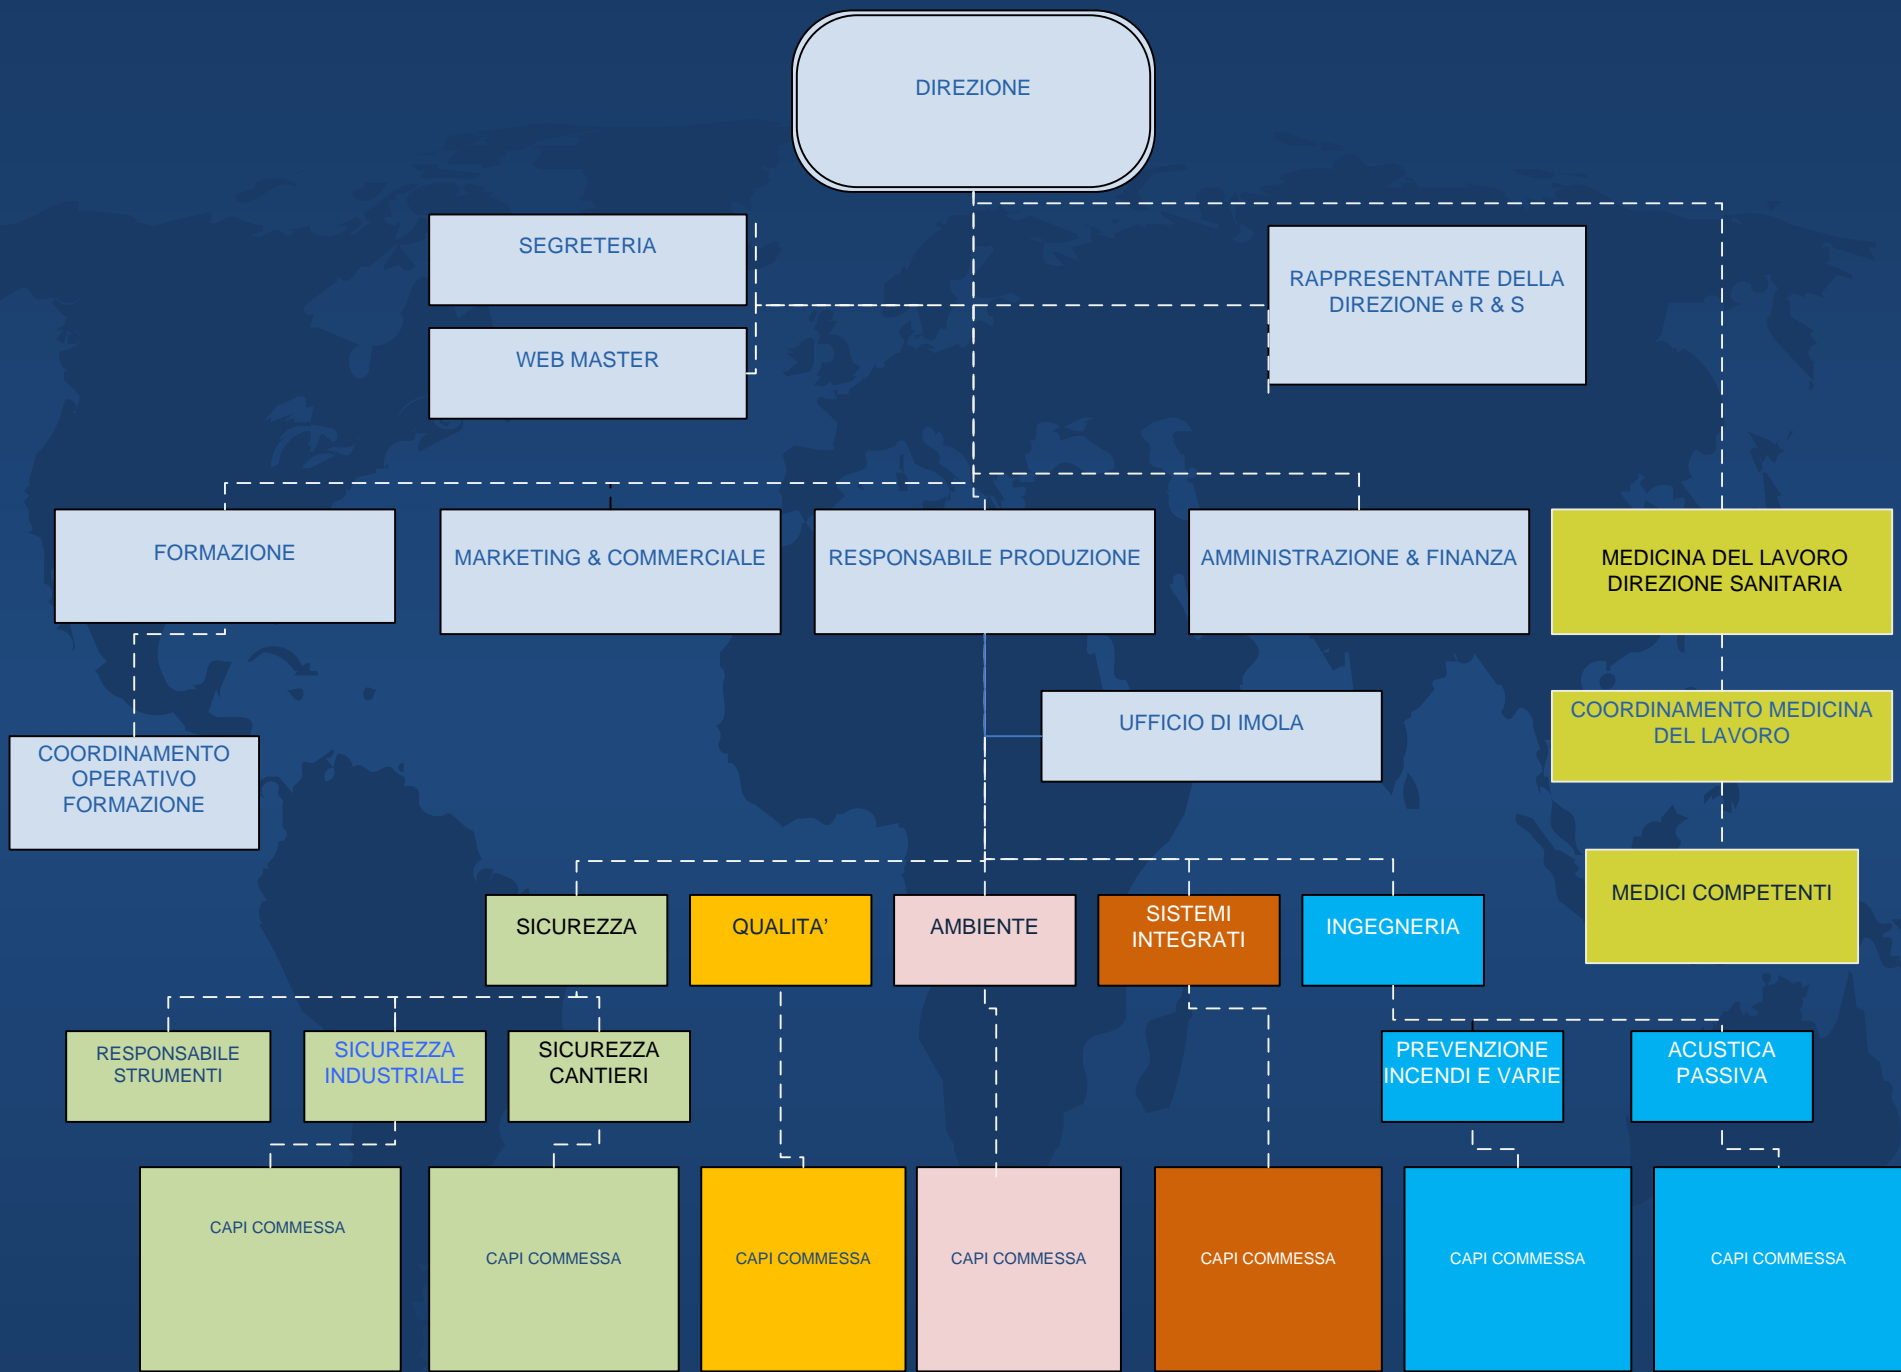 DIREZIONE
SEGRETERIA
RAPPRESENTANTE DELLA
DIREZIONE e R & S
WEB MASTER
FORMAZIONE
MARKETING & COMMERCIALE
RESPONSABILE PRODUZIONE
AMMINISTRAZIONE & FINANZA
MEDICINA DEL LAVORO
DIREZIONE SANITARIA
UFFICIO DI IMOLA
COORDINAMENTO MEDICINA
DEL LAVORO
COORDINAMENTO
OPERATIVO
FORMAZIONE
MEDICI COMPETENTI
SICUREZZA
QUALITA’
AMBIENTE
SISTEMI
INTEGRATI
INGEGNERIA
RESPONSABILE
STRUMENTI
SICUREZZA
INDUSTRIALE
SICUREZZA
CANTIERI
PREVENZIONE
INCENDI E VARIE
ACUSTICA
PASSIVA
CAPI COMMESSA
CAPI COMMESSA
CAPI COMMESSA
CAPI COMMESSA
CAPI COMMESSA
CAPI COMMESSA
CAPI COMMESSA